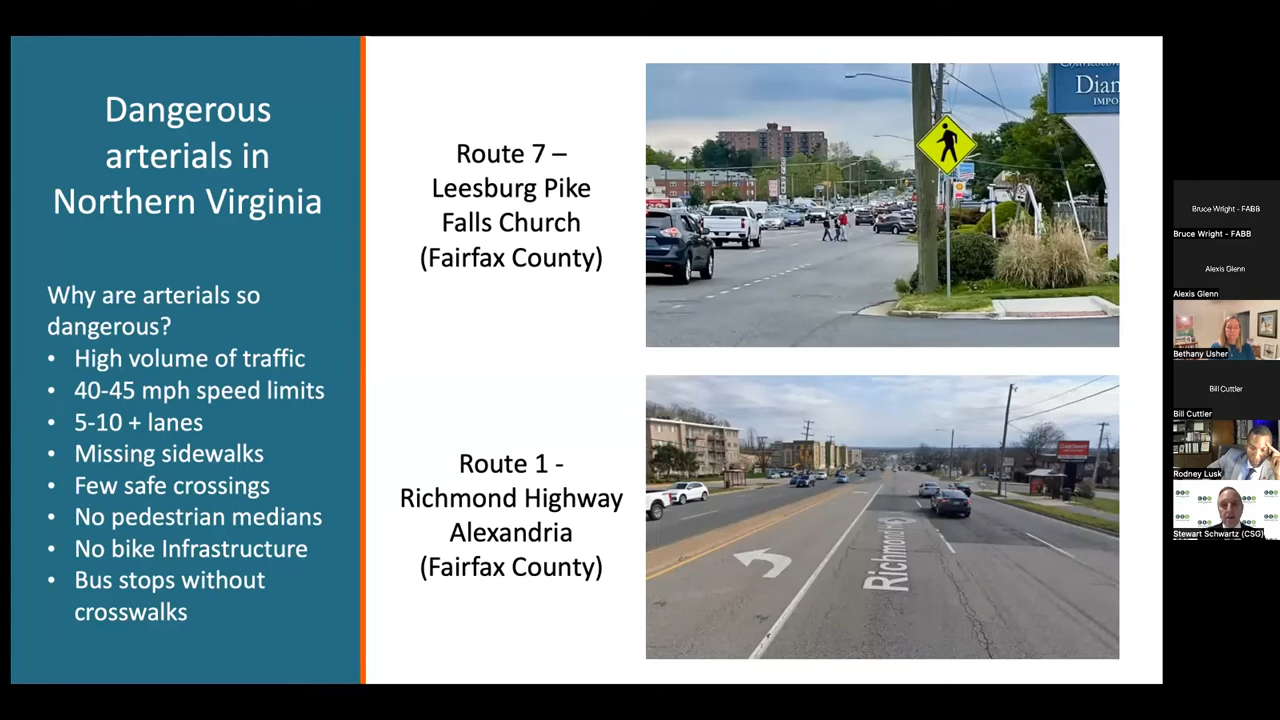 Dangerous
arterials in
Northern Virginia
Why are arterials so
dangerous?
• High volume of traffic
• 40-45 mph speed limits
• 5-10 + lanes
• Missing sidewalks
• Few safe crossings
• No pedestrian medians
• No bike Infrastructure
• Bus stops without
crosswalks
Route 7 –
Leesburg Pike
Falls Church
(Fairfax County)
Dian
IMPO
Route 1 -
Richmond Highway
Alexandria
(Fairfax County)
Richmond
Bruce Wright - FABB
Bruce Wright - FABB
Alexis Glenn
Alexis Glenn
Bethany Usher
Bill Cuttler
Bill Cuttler
Rodney Lusk
Stewart Schwartz (CSG)